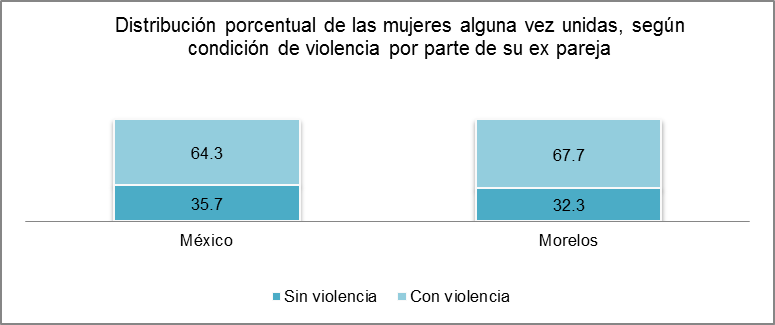 Distribución porcentual de las mujeres alguna vez unidas, según
condición de violencia por parte de su ex pareja
64.3
67.7
35.7
32.3
México
Morelos
Sin violencia
Con violencia